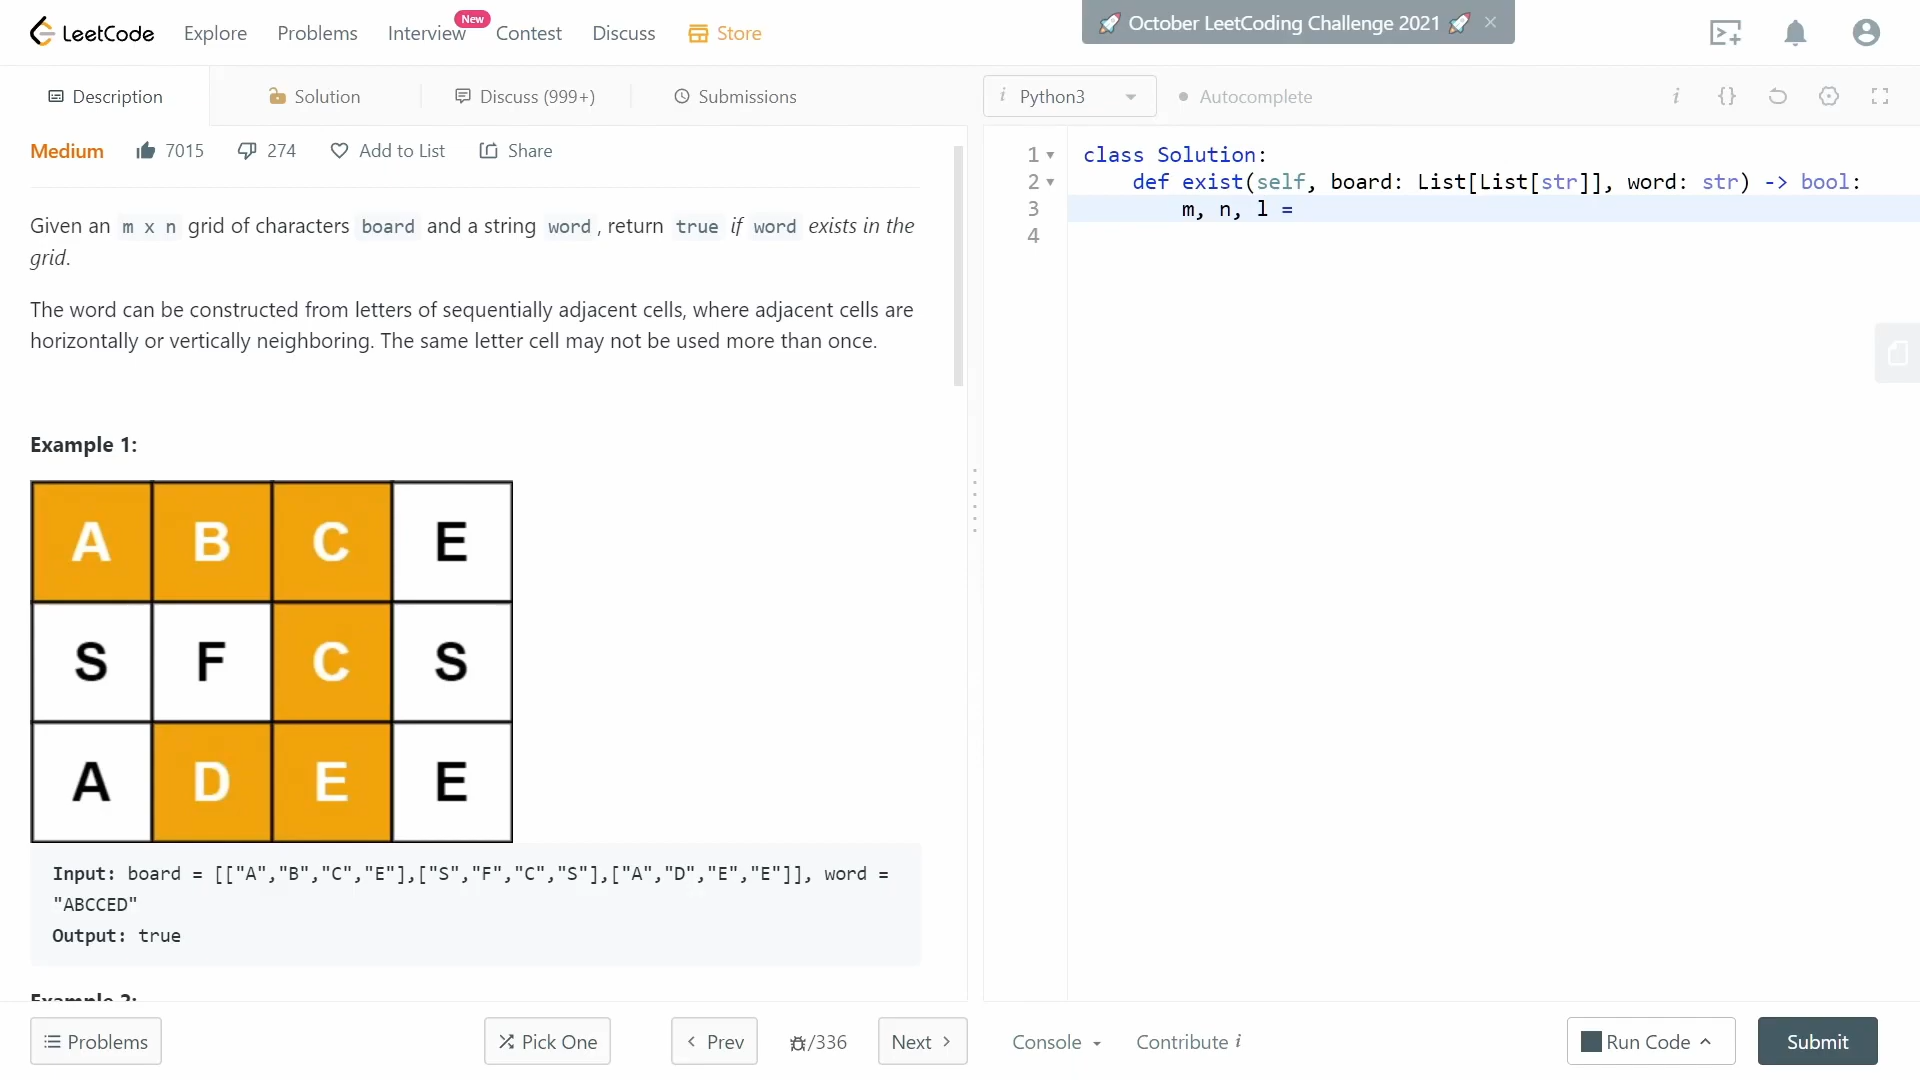 LeetCode Explore Problems Interview New Contest Discuss Store
🚀 October LeetCoding Challenge 2021 🚀 ×
Description Solution Discuss (999+) Submissions
i Python3 Autocomplete i {}
Medium 7015 274 Add to List Share
Given an m x n grid of characters board and a string word , return true if word exists in the
grid.
The word can be constructed from letters of sequentially adjacent cells, where adjacent cells are
horizontally or vertically neighboring. The same letter cell may not be used more than once.
Example 1:
A B C E
S F C S
A D E E
Input: board = [["A","B","C","E"],["S","F","C","S"],["A","D","E","E"]], word =
"ABCCED"
Output: true
Example 2:
1 class Solution:
2 def exist(self, board: List[List[str]], word: str) -> bool:
3 m, n, l =
4
Problems Pick One Prev /336 Next Console Contribute i Run Code Submit